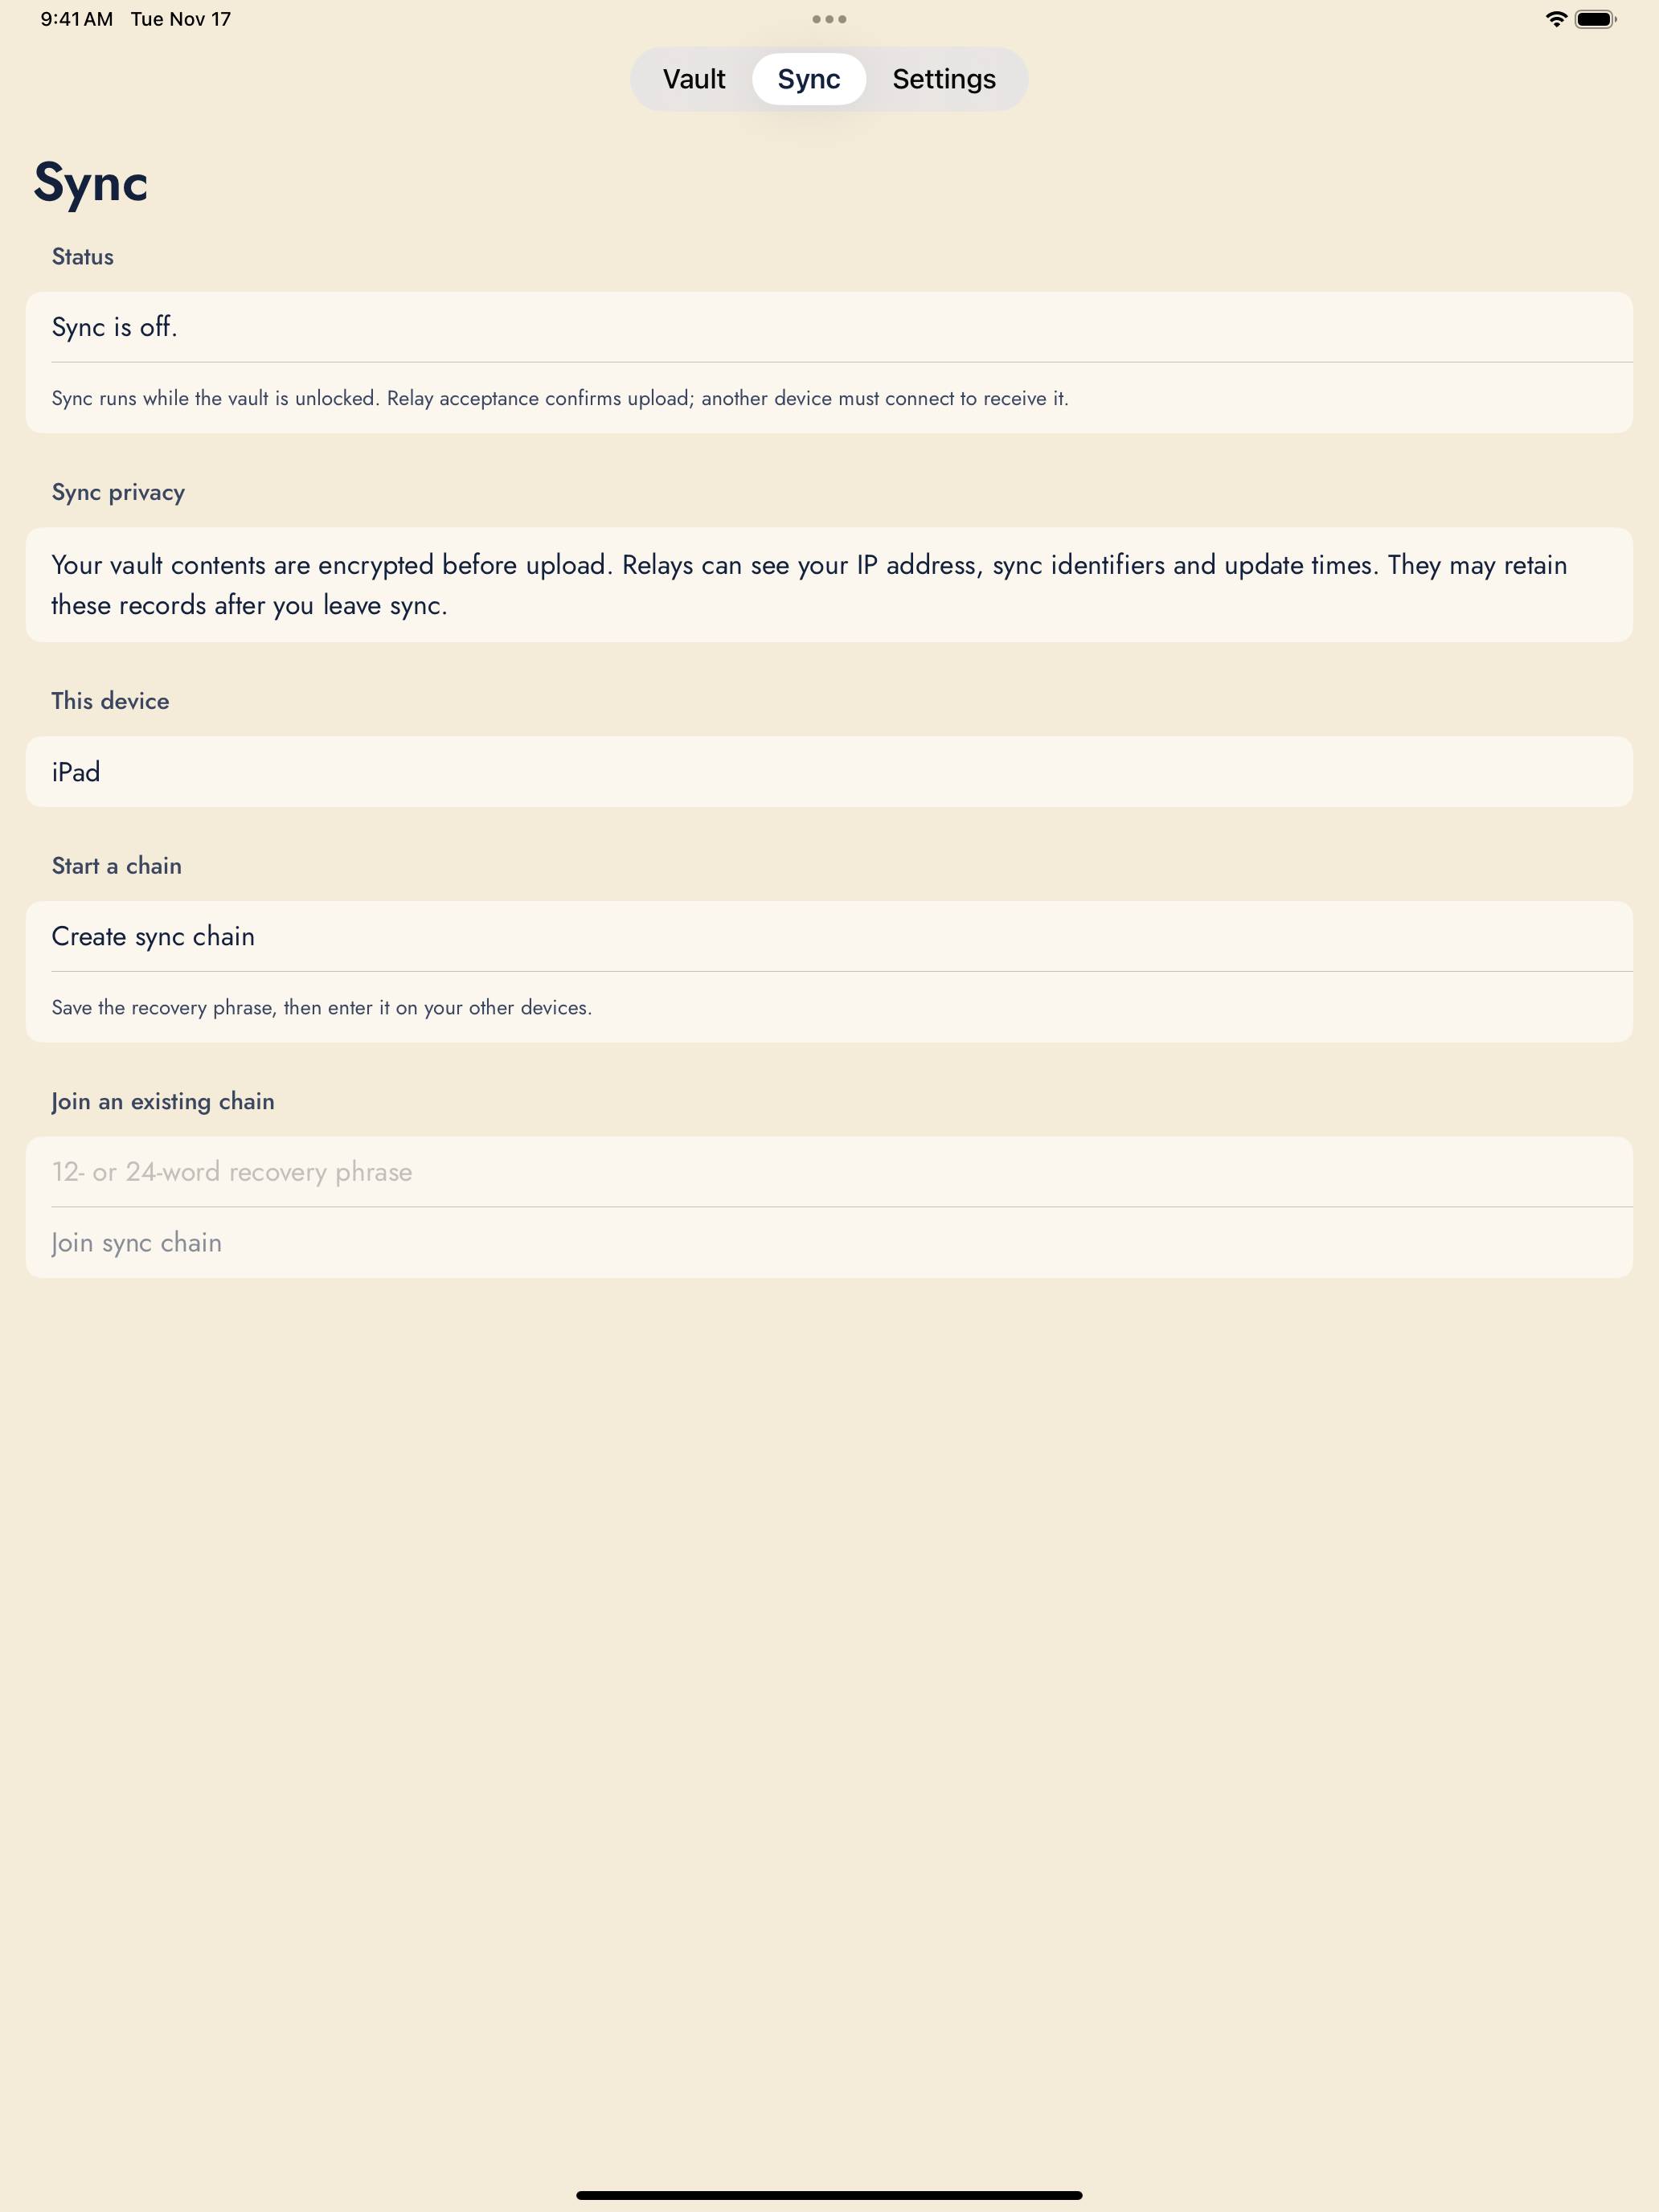 9:41 AM Tue Nov 17
Vault Sync Settings
Sync
Status
Sync is off.
Sync runs while the vault is unlocked. Relay acceptance confirms upload; another device must connect to receive it.
Sync privacy
Your vault contents are encrypted before upload. Relays can see your IP address, sync identifiers and update times. They may retain
these records after you leave sync.
This device
iPad
Start a chain
Create sync chain
Save the recovery phrase, then enter it on your other devices.
Join an existing chain
12- or 24-word recovery phrase
Join sync chain